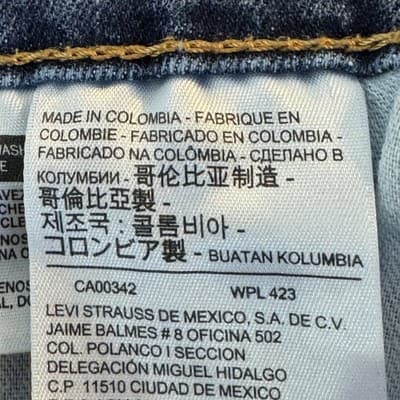 MADE IN COLOMBIA - FABRIQUE EN
COLOMBIE - FABRICADO EN COLOMBIA -
FABRICADO NA COLÔMBIA - СДЕЛАНО В
КОЛУМБИИ - 哥伦比亚制造 -
哥倫比亞製 -
제조국 : 콜롬비아 -
コロンビア製 - BUATAN KOLUMBIA
CA00342 WPL 423
LEVI STRAUSS DE MEXICO, S.A. DE C.V.
JAIME BALMES # 8 OFICINA 502
COL. POLANCO I SECCION
DELEGACIÓN MIGUEL HIDALGO
C.P. 11510 CIUDAD DE MEXICO